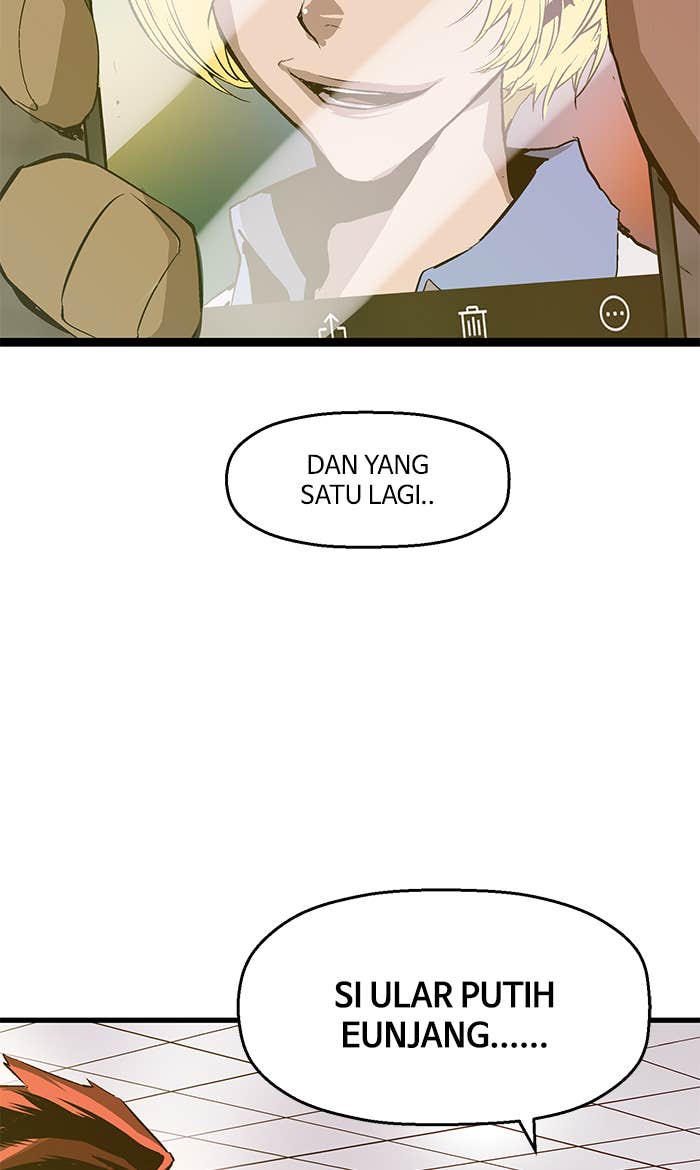 DAN YANG
SATU LAGI..
SI ULAR PUTIH
EUNJANG......